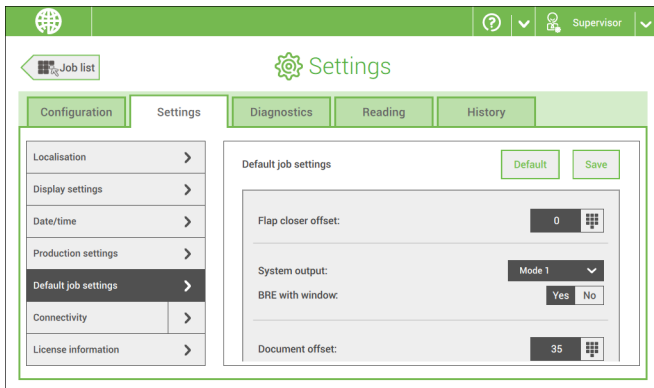 Supervisor
Job list
Settings
Configuration
Settings
Diagnostics
Reading
History
Localisation
Display settings
Date/time
Production settings
Default job settings
Connectivity
License information
Default job settings
Default
Save
Flap closer offset:
0
System output:
Mode 1
BRE with window:
Yes
No
Document offset:
35